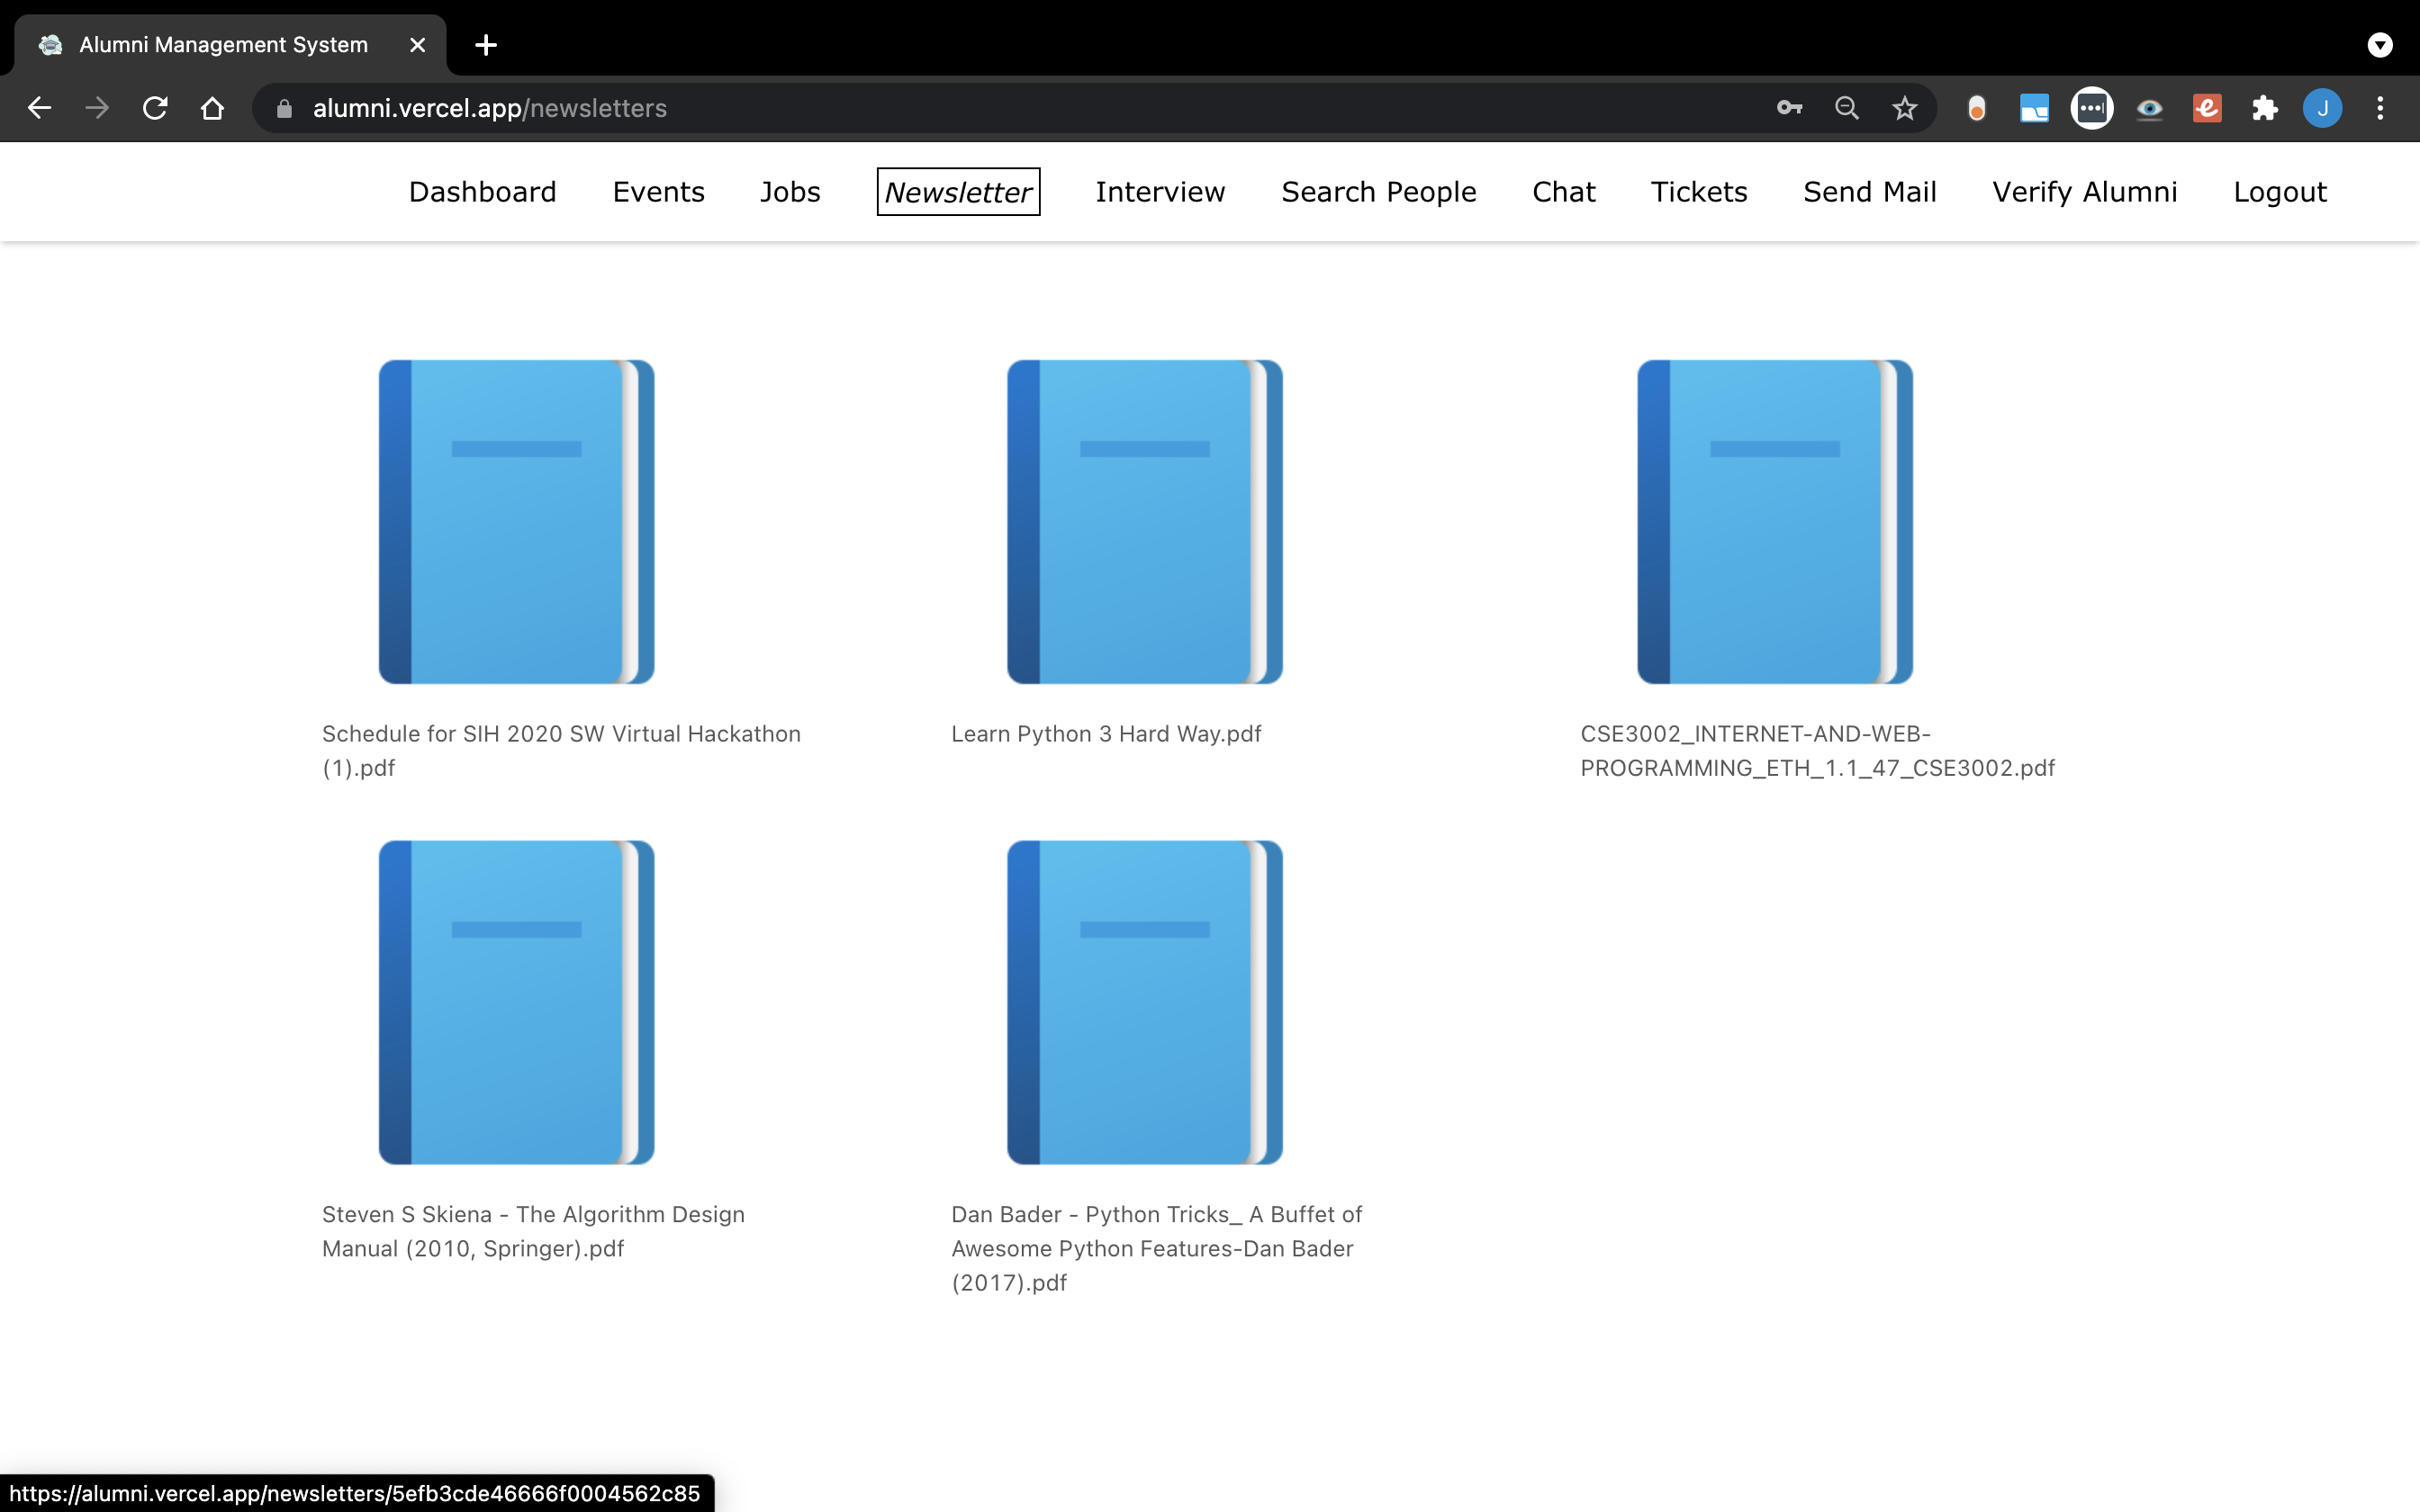 Alumni Management System
alumni.vercel.app/newsletters
J
Dashboard Events Jobs Newsletter Interview Search People Chat Tickets Send Mail Verify Alumni Logout
Schedule for SIH 2020 SW Virtual Hackathon
(1).pdf
Learn Python 3 Hard Way.pdf
CSE3002_INTERNET-AND-WEB-
PROGRAMMING_ETH_1.1_47_CSE3002.pdf
Steven S Skiena - The Algorithm Design
Manual (2010, Springer).pdf
Dan Bader - Python Tricks_ A Buffet of
Awesome Python Features-Dan Bader
(2017).pdf
https://alumni.vercel.app/newsletters/5efb3cde46666f0004562c85